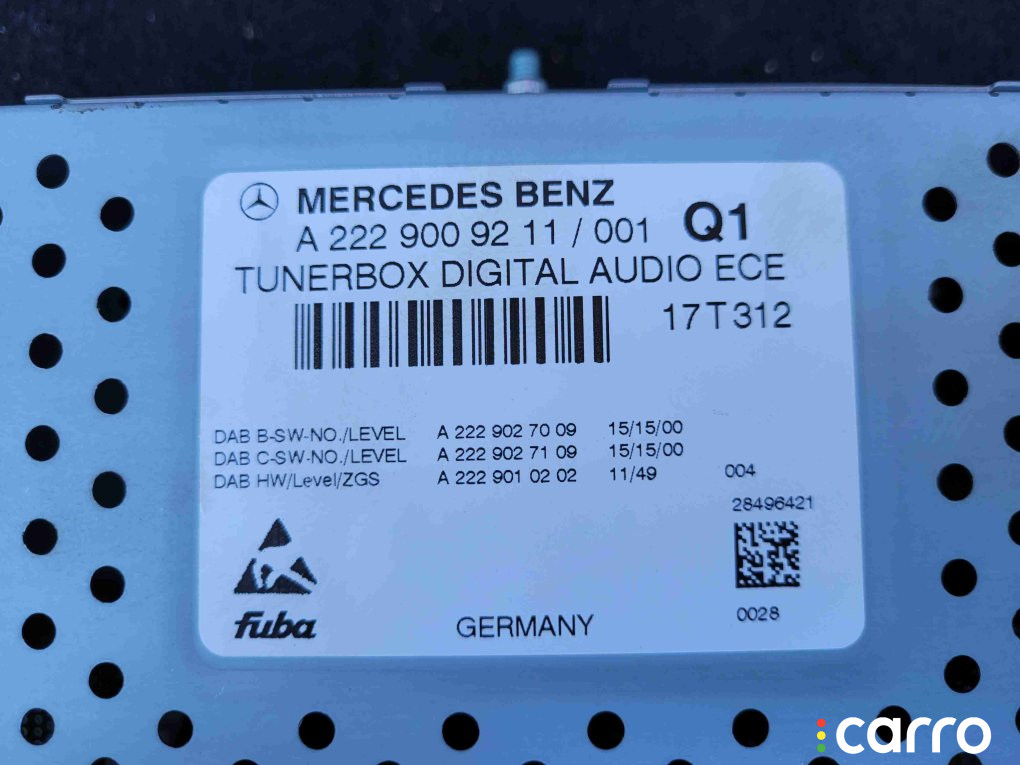 MERCEDES BENZ
A 222 900 92 11 / 001 Q1
TUNERBOX DIGITAL AUDIO ECE
17T312
DAB B-SW-NO./LEVEL A 222 902 70 09 15/15/00
DAB C-SW-NO./LEVEL A 222 902 71 09 15/15/00
DAB HW/Level/ZGS A 222 901 02 02 11/49 004
28496421
fuba GERMANY 0028
carro